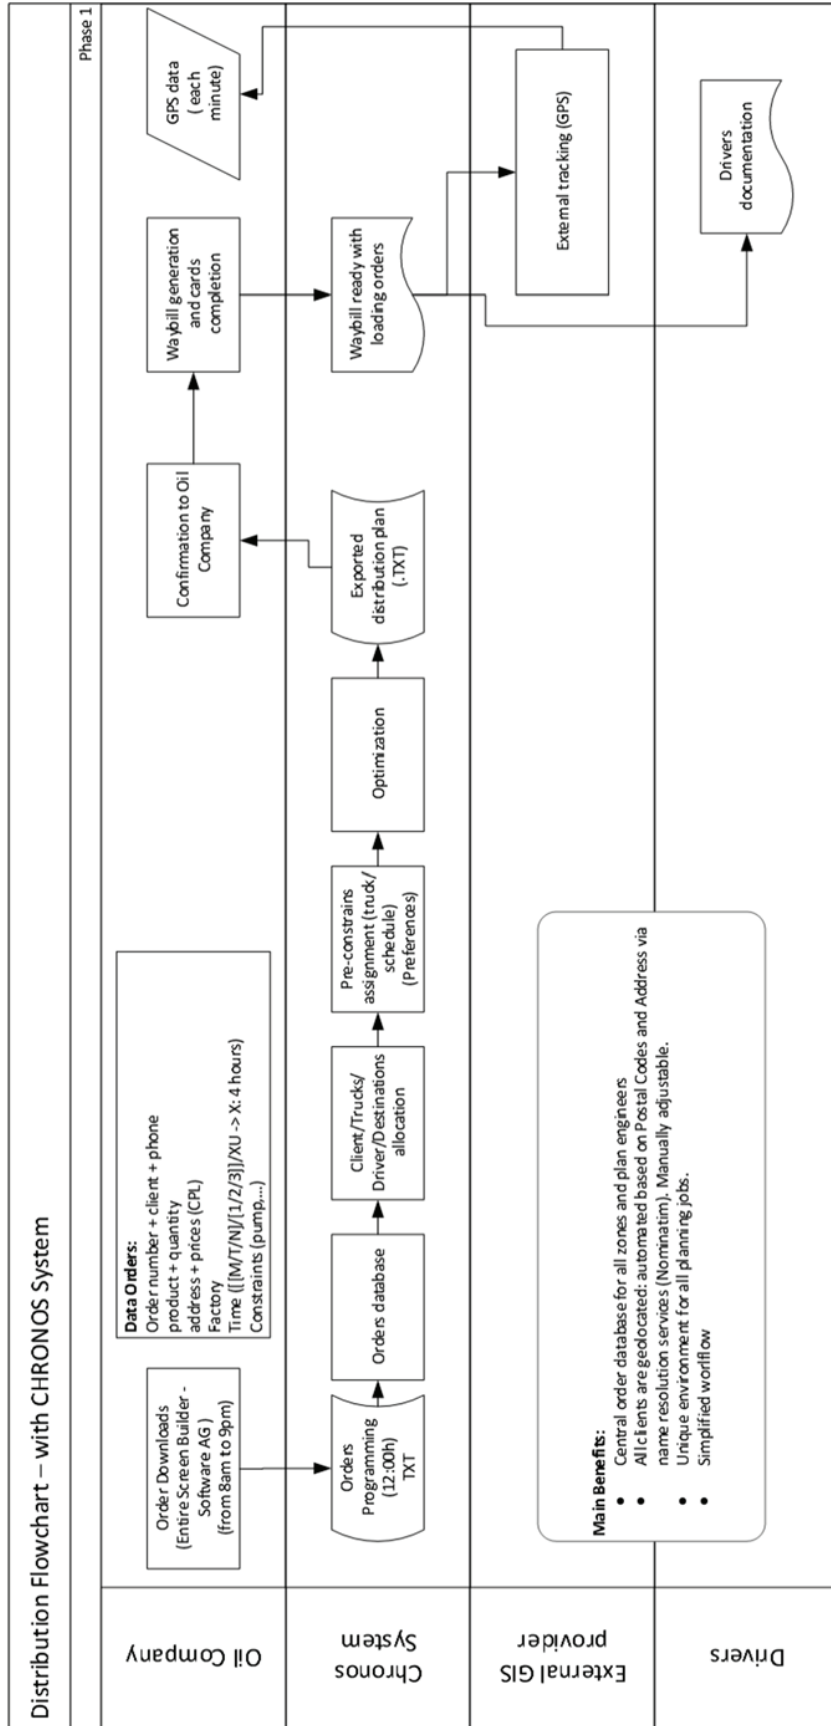 Distribution Flowchart – with CHRONOS System
Phase 1
Oil Company
Order Downloads
(Entire Screen Builder -
Software AG )
(from 8am to 9pm)
Data Orders:
Order number + client + phone
product + quantity
address + prices (CPL)
Factory
Time ([[M/T/N]/[1/2/3]]/XU -> X: 4 hours)
Constraints (pump,...)
Confirmation to Oil
Company
Waybill generation
and cards
completion
GPS data
( each
minute)
Chronos
System
Orders
Programming
(12:00h)
TXT
Orders database
Client/Trucks/
Driver/Destinations
allocation
Pre-constrains
assignment (truck/
schedule)
(Preferences)
Optimization
Exported
distribution plan
(.TXT)
Waybill ready with
loading orders
External GIS
provider
External tracking (GPS)
Main Benefits:
● Central order database for all zones and plan engineers
● All clients are geolocated: automated based on Postal Codes and Address via
name resolution services (Nominatim). Manually adjustable.
● Unique environment for all planning jobs.
● Simplified worlflow
Drivers
Drivers
documentation